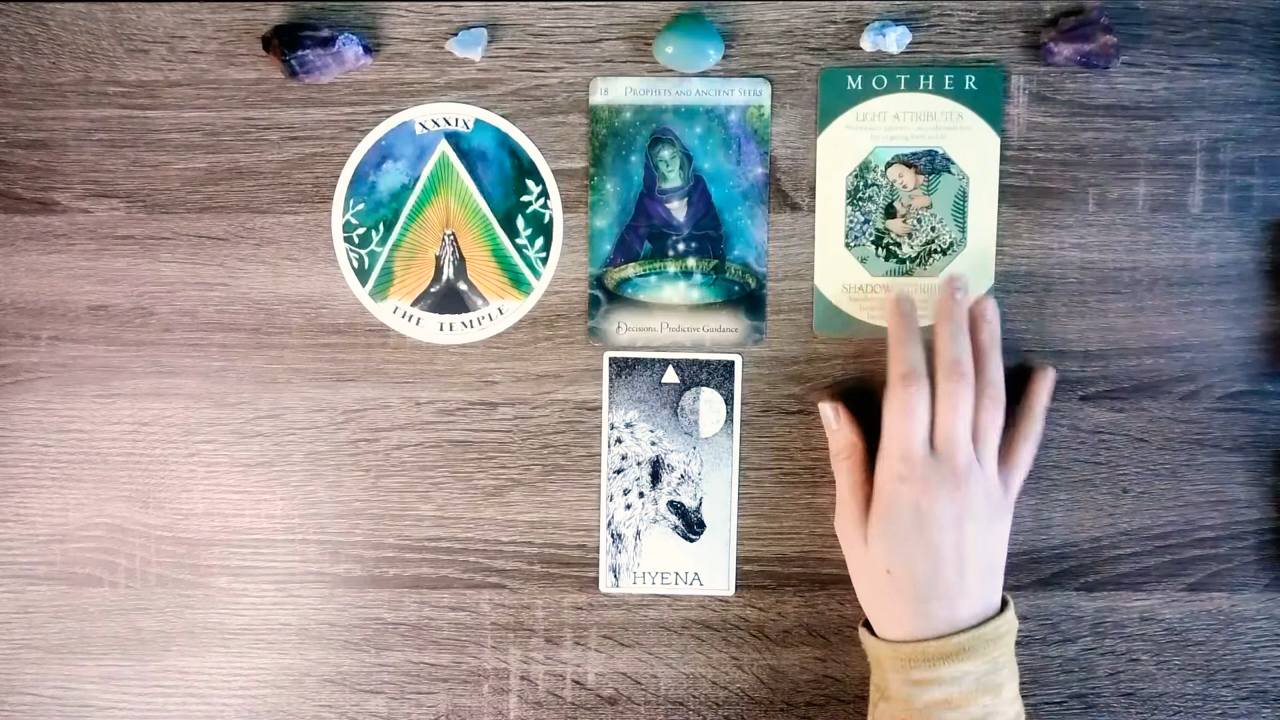 XXXIX
THE TEMPLE
18 PROPHETS AND ANCIENT SEERS
Decisions, Predictive Guidance
MOTHER
LIGHT ATTRIBUTES
HYENA